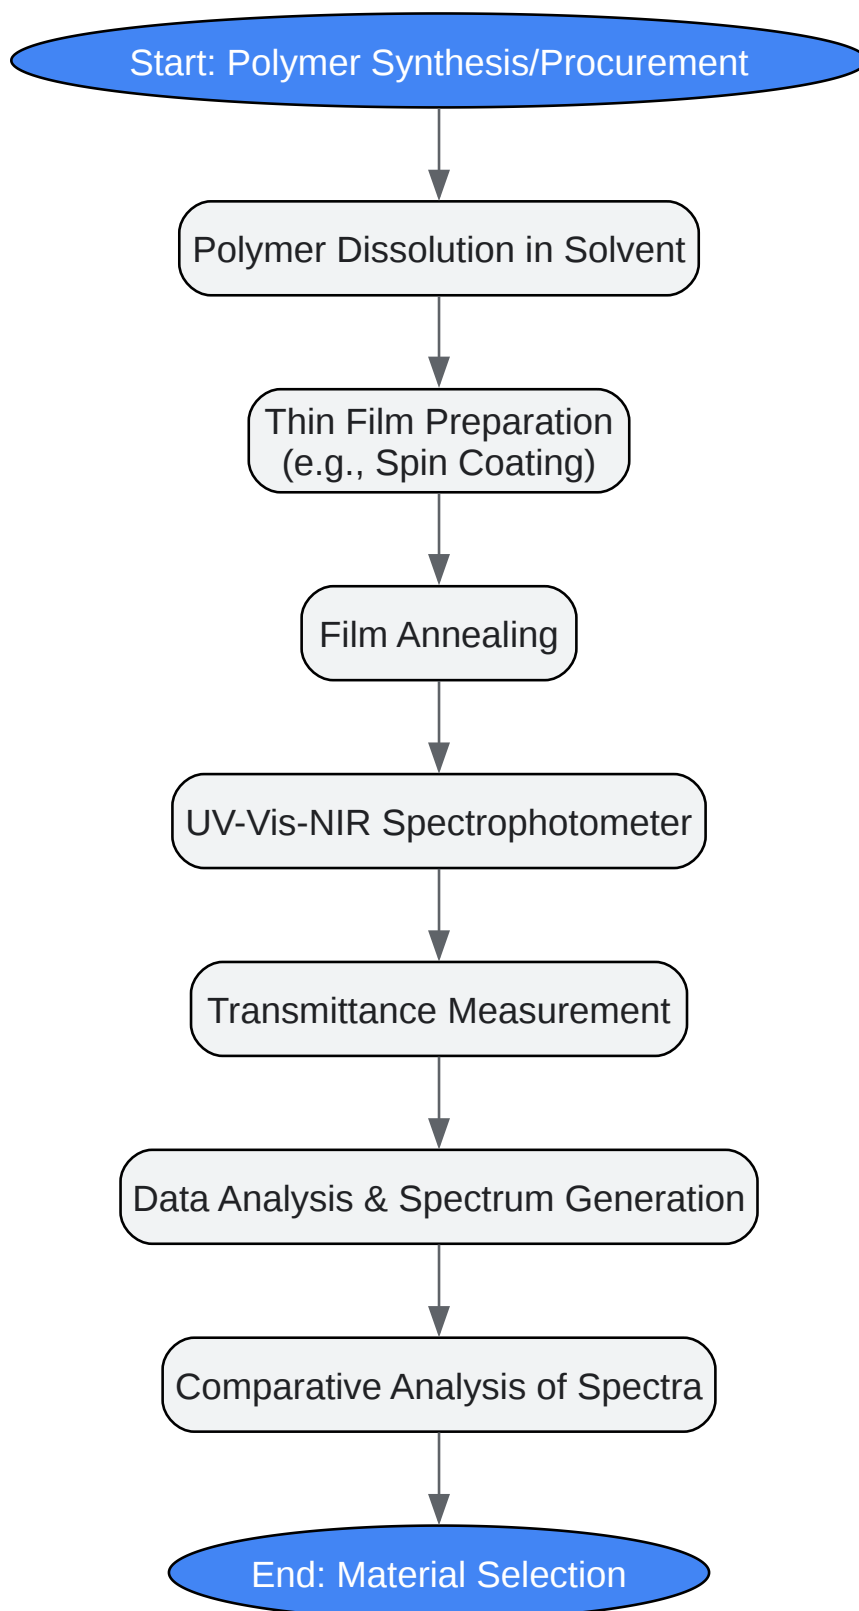 Start: Polymer Synthesis/Procurement
Polymer Dissolution in Solvent
Thin Film Preparation
(e.g., Spin Coating)
Film Annealing
UV-Vis-NIR Spectrophotometer
Transmittance Measurement
Data Analysis & Spectrum Generation
Comparative Analysis of Spectra
End: Material Selection